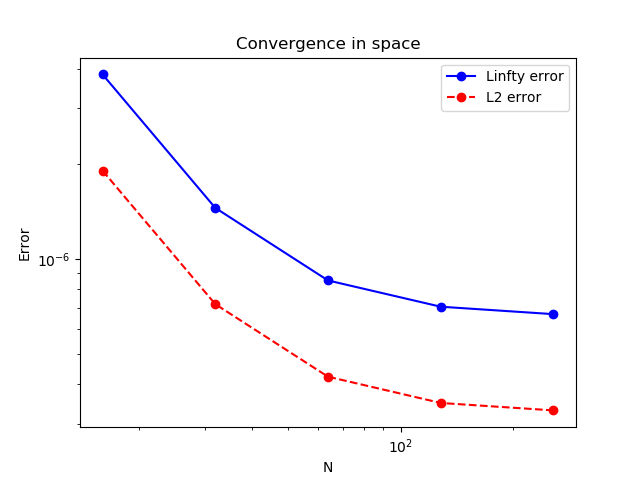 Convergence in space
Linfty error
L2 error
Error
10⁻⁶
10²
N